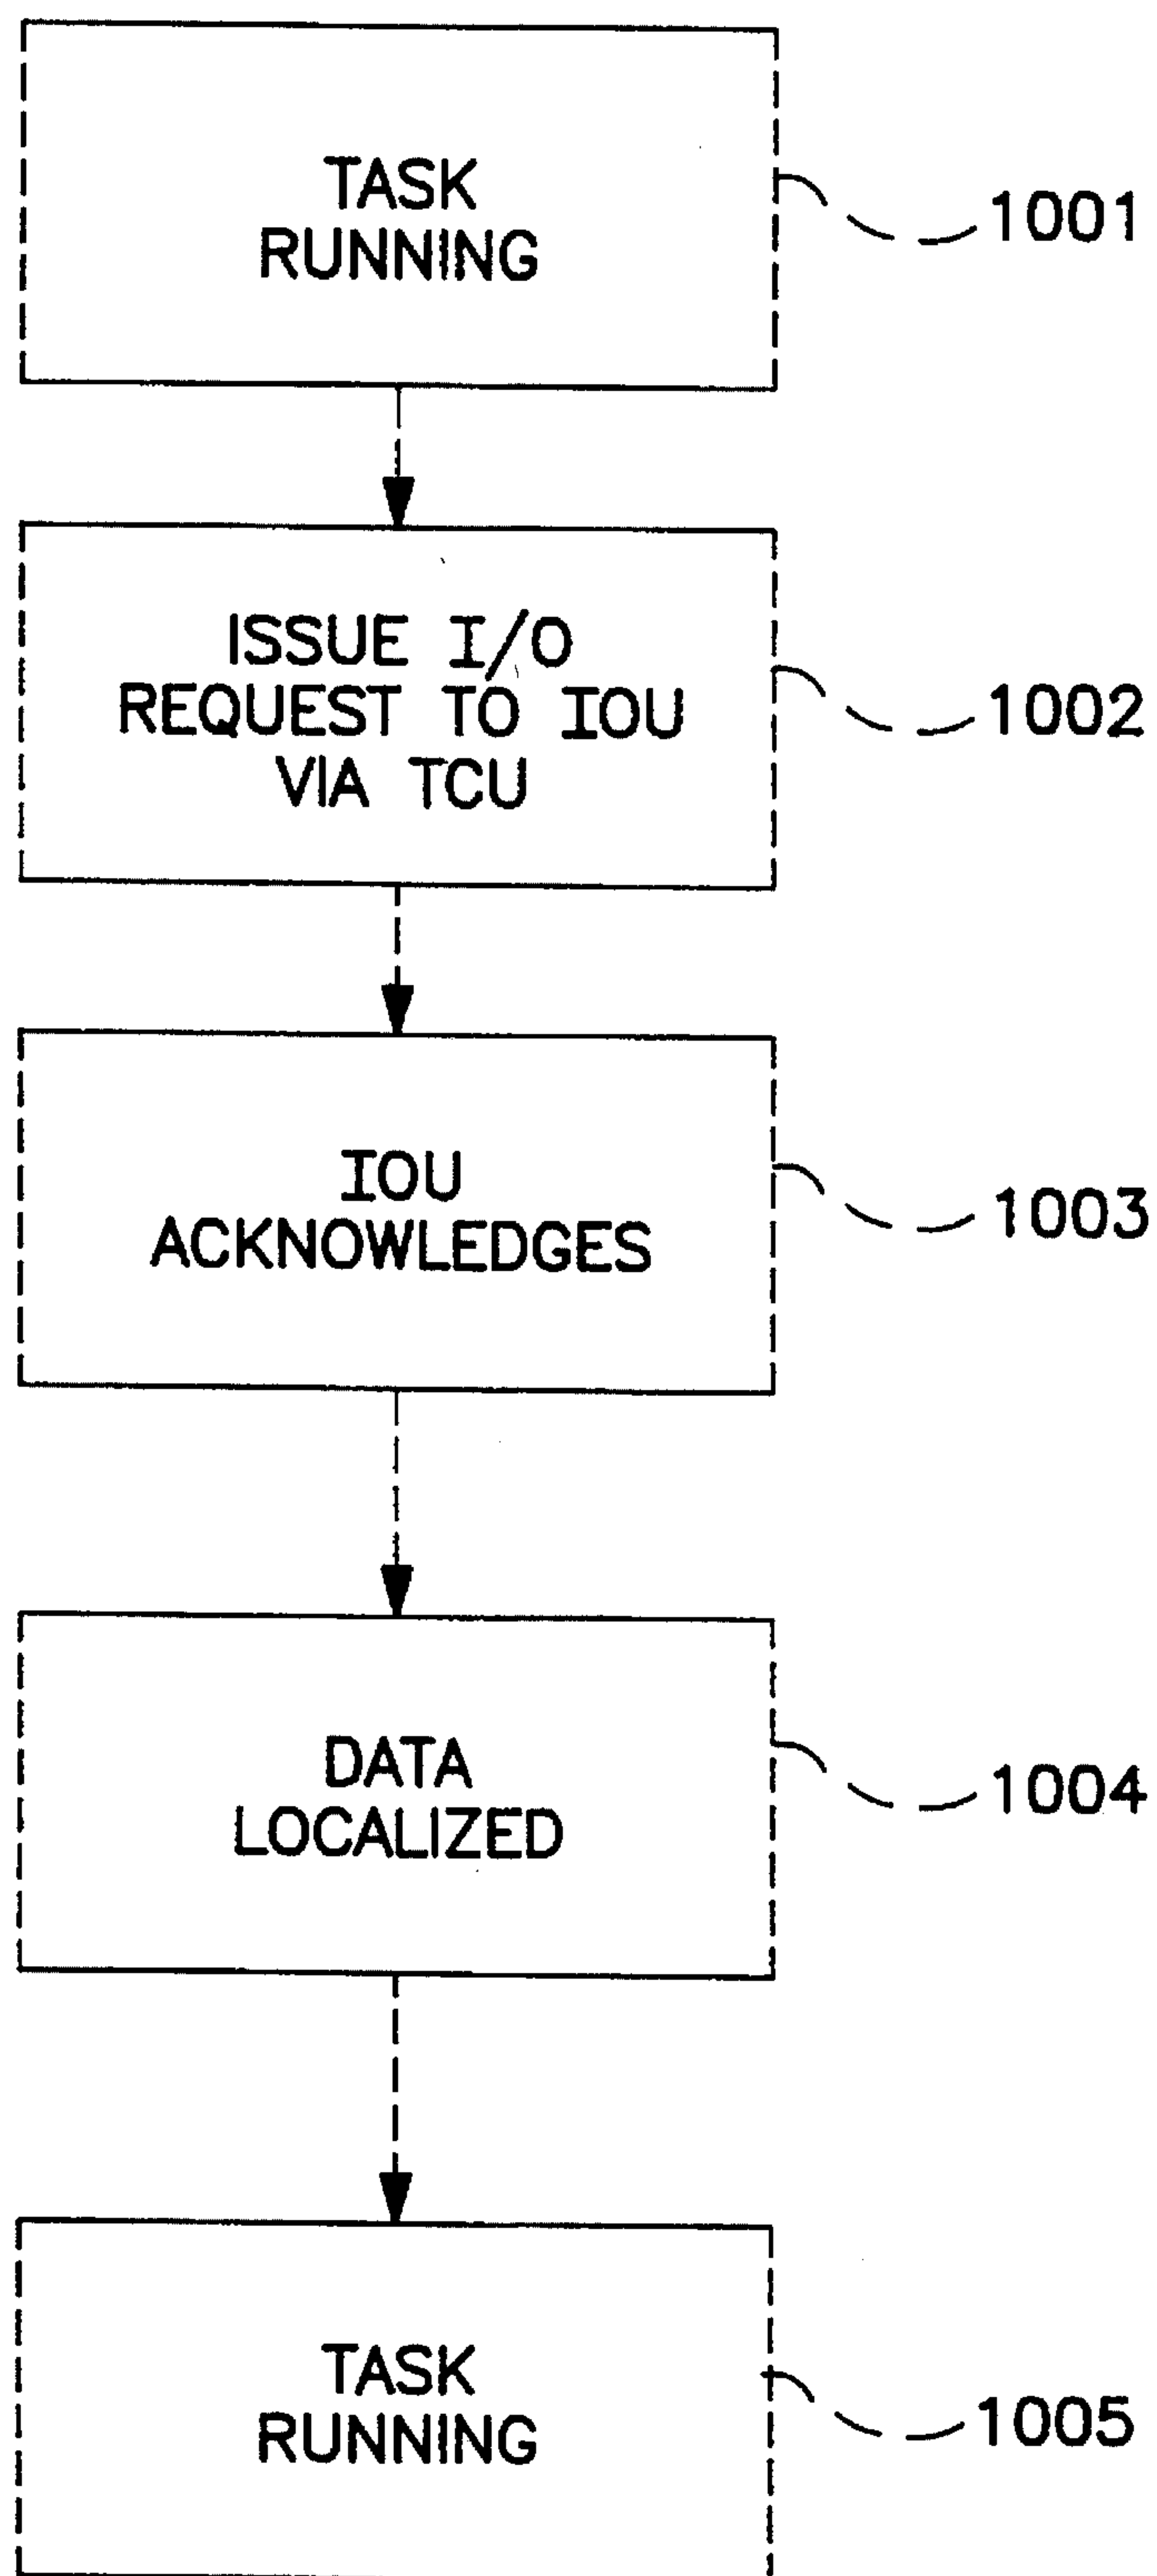 TASK
RUNNING
1001
ISSUE I/O
REQUEST TO IOU
VIA TCU
1002
IOU
ACKNOWLEDGES
1003
DATA
LOCALIZED
1004
TASK
RUNNING
1005